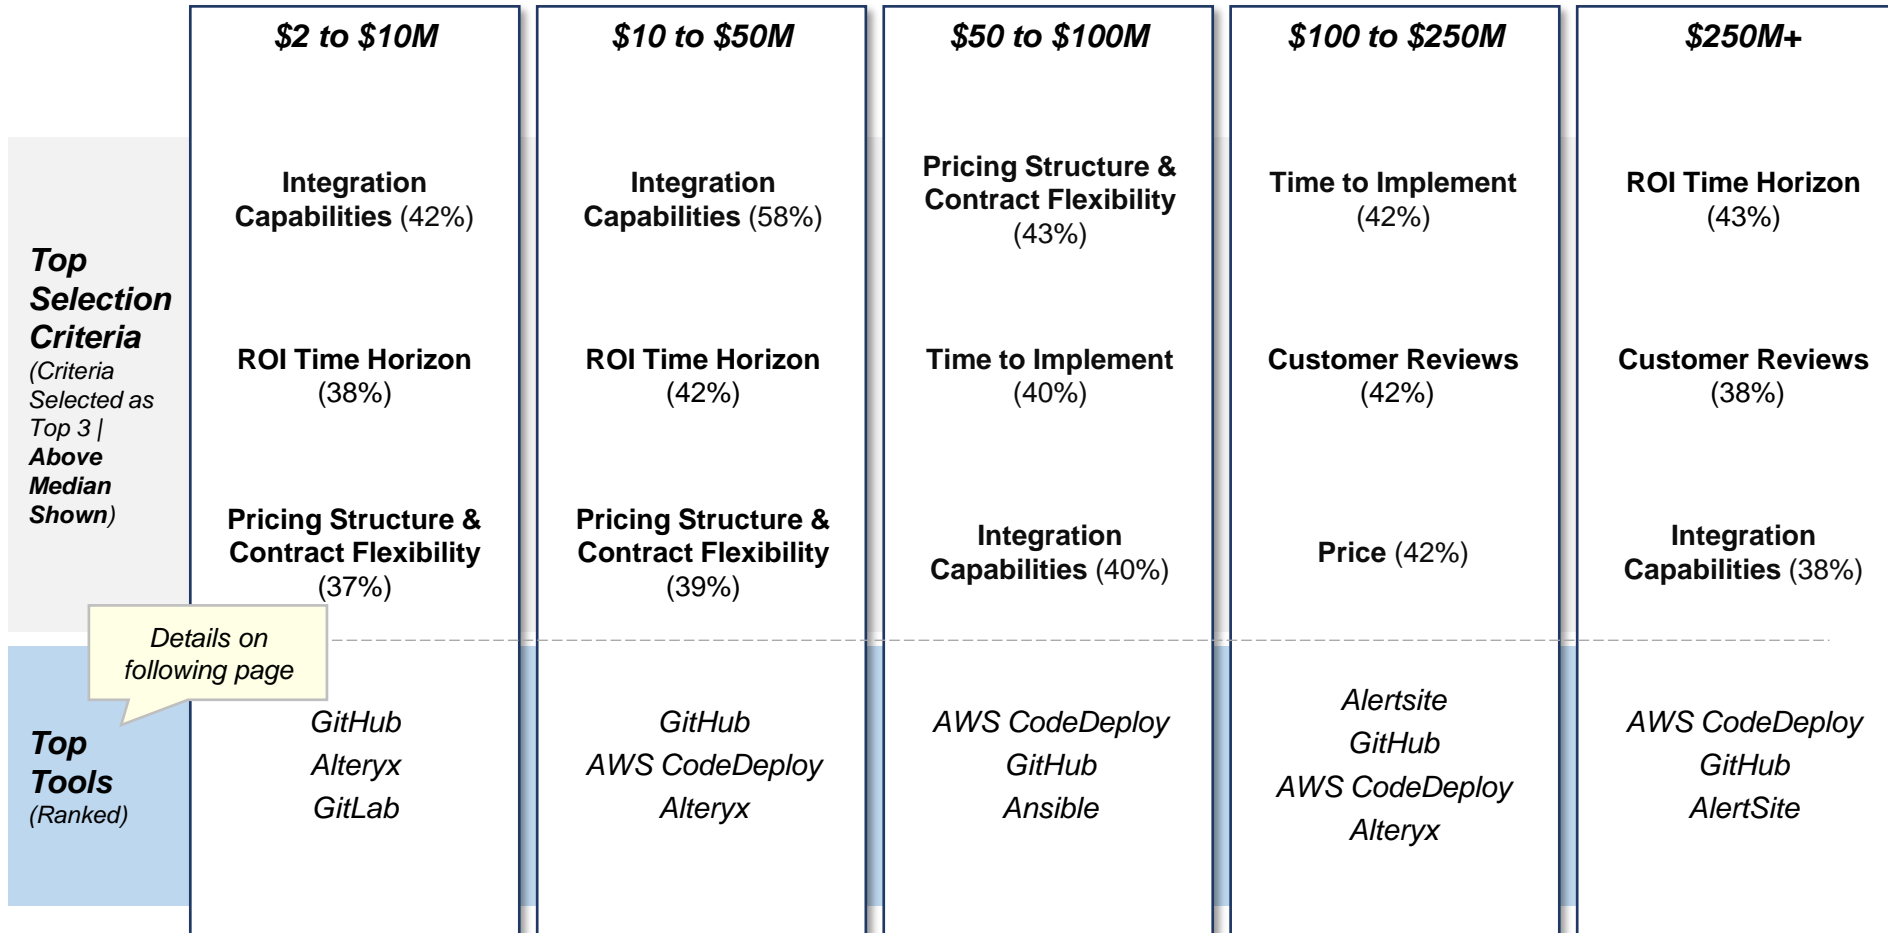 $2 to $10M
$10 to $50M
$50 to $100M
$100 to $250M
$250M+
Top
Selection
Criteria
(Criteria
Selected as
Top 3 |
Above
Median
Shown)
Integration
Capabilities (42%)
ROI Time Horizon
(38%)
Pricing Structure &
Contract Flexibility
(37%)
Integration
Capabilities (58%)
ROI Time Horizon
(42%)
Pricing Structure &
Contract Flexibility
(39%)
Pricing Structure &
Contract Flexibility
(43%)
Time to Implement
(40%)
Integration
Capabilities (40%)
Time to Implement
(42%)
Customer Reviews
(42%)
Price (42%)
ROI Time Horizon
(43%)
Customer Reviews
(38%)
Integration
Capabilities (38%)
Details on
following page
Top
Tools
(Ranked)
GitHub
Alteryx
GitLab
GitHub
AWS CodeDeploy
Alteryx
AWS CodeDeploy
GitHub
Ansible
Alertsite
GitHub
AWS CodeDeploy
Alteryx
AWS CodeDeploy
GitHub
AlertSite